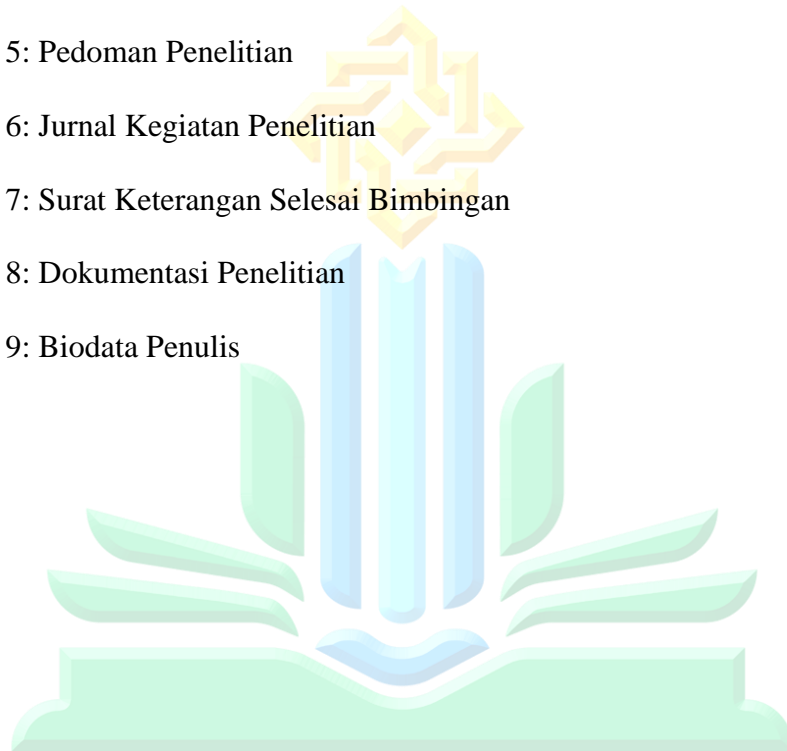 5: Pedoman Penelitian
6: Jurnal Kegiatan Penelitian
7: Surat Keterangan Selesai Bimbingan
8: Dokumentasi Penelitian
9: Biodata Penulis